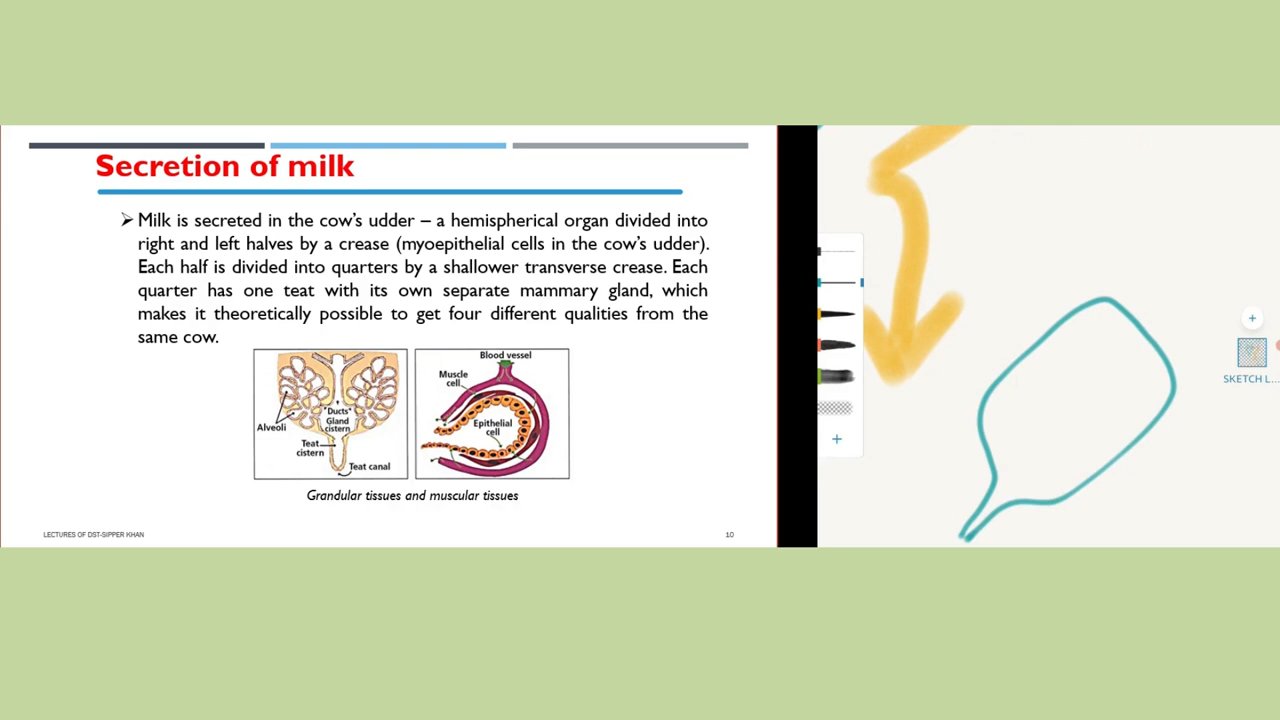 Secretion of milk
Milk is secreted in the cow's udder – a hemispherical organ divided into
right and left halves by a crease (myoepithelial cells in the cow's udder).
Each half is divided into quarters by a shallower transverse crease. Each
quarter has one teat with its own separate mammary gland, which
makes it theoretically possible to get four different qualities from the
same cow.
Alveoli
"Ducts"
Gland
cistern
Teat
cistern
Teat canal
Blood vessel
Muscle
cell
Epithelial
cell
Grandular tissues and muscular tissues
LECTURES OF DST-SIPPER KHAN
10
SKETCH L...